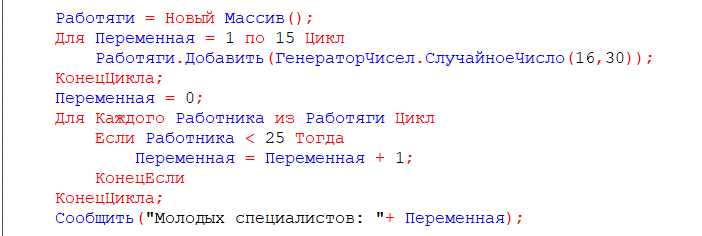 Работяги = Новый Массив();
Для Переменная = 1 по 15 Цикл
Работяги.Добавить(ГенераторЧисел.СлучайноеЧисло(16,30));
КонецЦикла;
Переменная = 0;
Для Каждого Работника из Работяги Цикл
Если Работника < 25 Тогда
Переменная = Переменная + 1;
КонецЕсли
КонецЦикла;
Сообщить("Молодых специалистов: "+ Переменная);